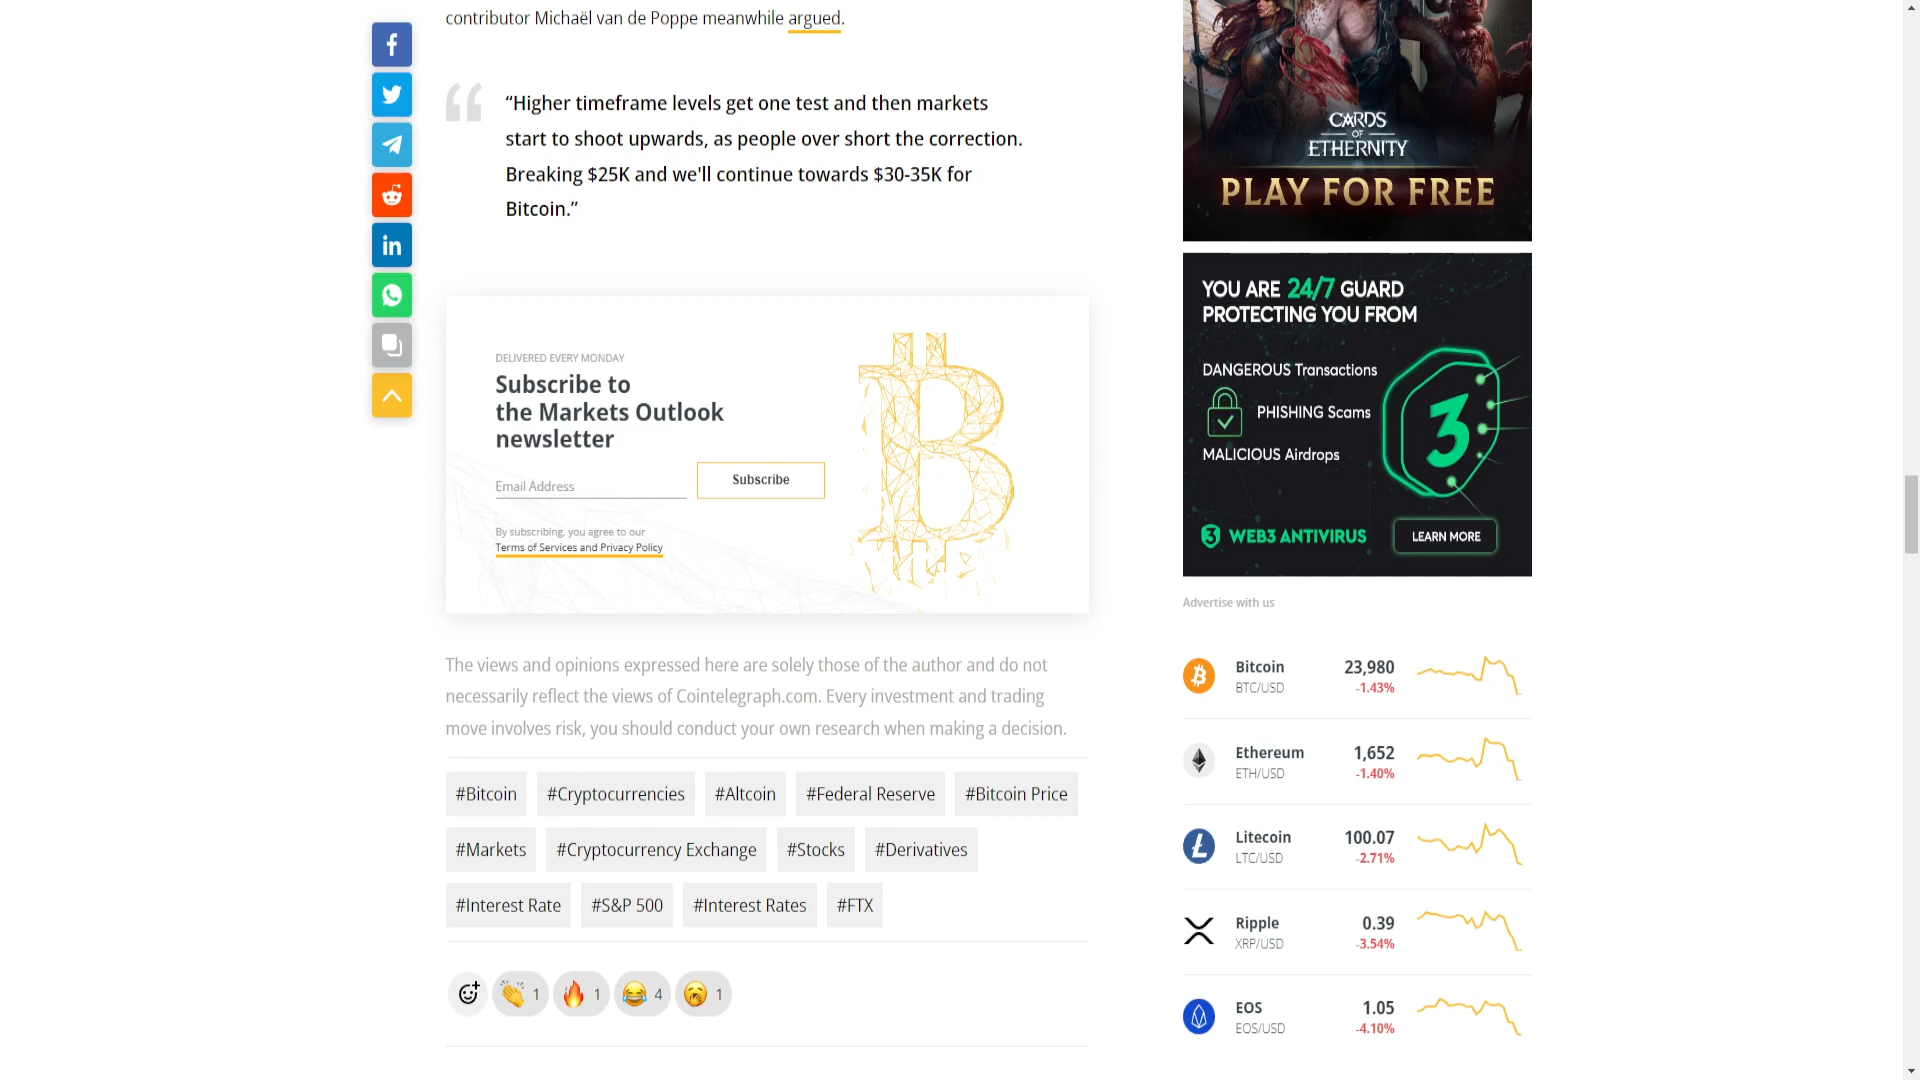 contributor Michaël van de Poppe meanwhile argued.
“Higher timeframe levels get one test and then markets
start to shoot upwards, as people over short the correction.
Breaking $25K and we'll continue towards $30-35K for
Bitcoin.”
DELIVERED EVERY MONDAY
Subscribe to
the Markets Outlook
newsletter
Email Address
Subscribe
By subscribing, you agree to our
Terms of Services and Privacy Policy
The views and opinions expressed here are solely those of the author and do not
necessarily reflect the views of Cointelegraph.com. Every investment and trading
move involves risk, you should conduct your own research when making a decision.
#Bitcoin #Cryptocurrencies #Altcoin #Federal Reserve #Bitcoin Price
#Markets #Cryptocurrency Exchange #Stocks #Derivatives
#Interest Rate #S&P 500 #Interest Rates #FTX
1 1 4 1
CARDS
OF
ETHERNITY
PLAY FOR FREE
YOU ARE 24/7 GUARD
PROTECTING YOU FROM
DANGEROUS Transactions
PHISHING Scams
MALICIOUS Airdrops
3
WEB3 ANTIVIRUS
LEARN MORE
Advertise with us
Bitcoin 23,980
BTC/USD -1.43%
Ethereum 1,652
ETH/USD -1.40%
Litecoin 100.07
LTC/USD -2.71%
Ripple 0.39
XRP/USD -3.54%
EOS 1.05
EOS/USD -4.10%